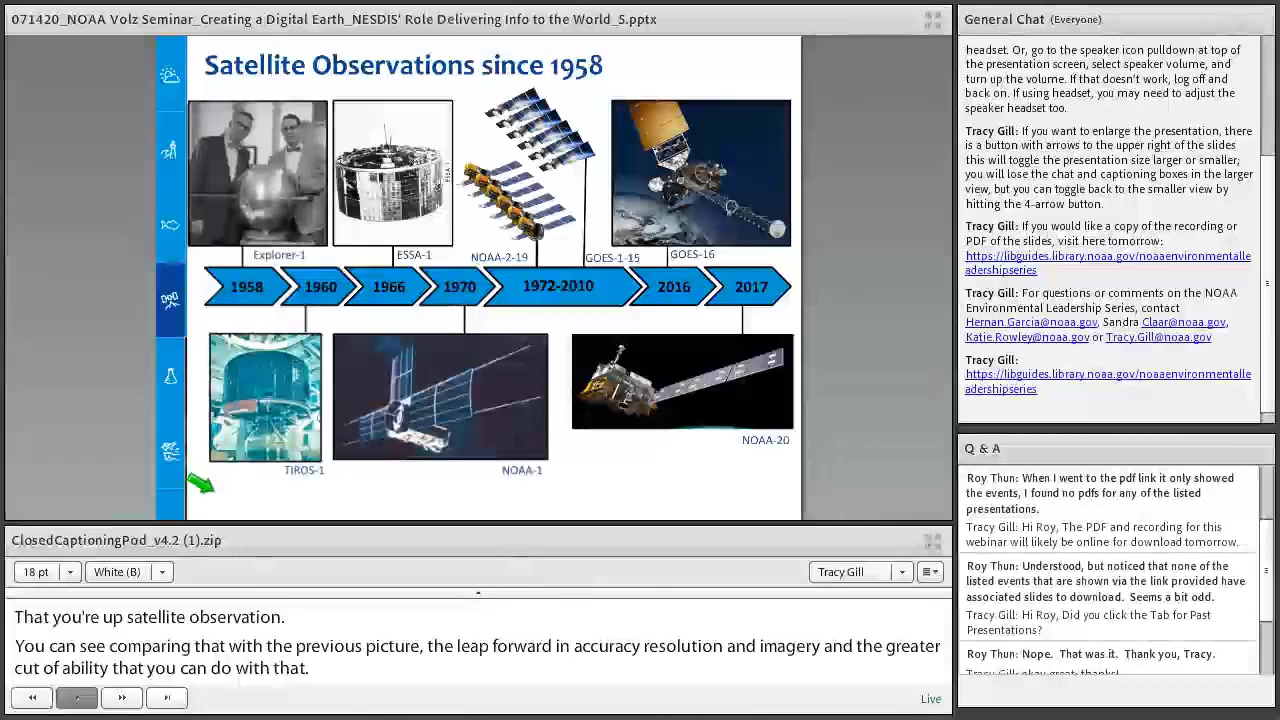 071420_NOAA Volz Seminar_Creating a Digital Earth_NESDIS' Role Delivering Info to the World_5.pptx
Satellite Observations since 1958
Explorer-1
ESSA-1
NOAA-2-19
GOES-1-15
GOES-16
1958
1960
1966
1970
1972-2010
2016
2017
TIROS-1
NOAA-1
NOAA-20
ClosedCaptioningPod_v4.2 (1).zip
18 pt
White (B)
Tracy Gill
That you're up satellite observation.
You can see comparing that with the previous picture, the leap forward in accuracy resolution and imagery and the greater
cut of ability that you can do with that.
Live
General Chat (Everyone)
headset. Or, go to the speaker icon pulldown at top of
the presentation screen, select speaker volume, and
turn up the volume. If that doesn't work, log off and
back on. If using headset, you may need to adjust the
speaker headset too.
Tracy Gill: If you want to enlarge the presentation, there
is a button with arrows to the upper right of the slides
this will toggle the presentation size larger or smaller;
you will lose the chat and captioning boxes in the larger
view, but you can toggle back to the smaller view by
hitting the 4-arrow button.
Tracy Gill: If you would like a copy of the recording or
PDF of the slides, visit here tomorrow:
https://libguides.library.noaa.gov/noaaenvironmentalle
adershipseries
Tracy Gill: For questions or comments on the NOAA
Environmental Leadership Series, contact
Hernan.Garcia@noaa.gov, Sandra Claar@noaa.gov,
Katie.Rowley@noaa.gov or Tracy.Gill@noaa.gov
Tracy Gill:
https://libguides.library.noaa.gov/noaaenvironmentalle
adershipseries
Q & A
Roy Thun: When I went to the pdf link it only showed
the events, I found no pdfs for any of the listed
presentations.
Tracy Gill: Hi Roy, The PDF and recording for this
webinar will likely be online for download tomorrow.
Roy Thun: Understood, but noticed that none of the
listed events that are shown via the link provided have
associated slides to download. Seems a bit odd.
Tracy Gill: Hi Roy, Did you click the Tab for Past
Presentations?
Roy Thun: Nope. That was it. Thank you, Tracy.
Tracy Gill: okay great; thanks!